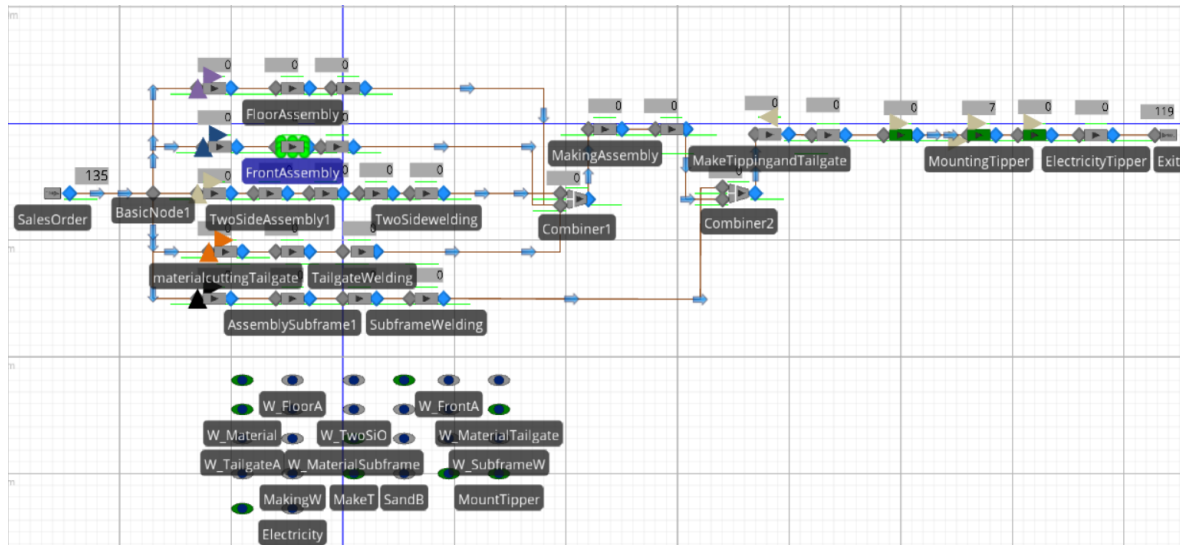 0 0 0
FloorAssembly
0 0 0 0 0 7 0 0 119
MakingAssembly MakeTippingandTailgate MountingTipper ElectricityTipper Exit
0
FrontAssembly
135 0 0 0 0
SalesOrder BasicNode1 TwoSideAssembly1 TwoSidewelding Combiner1 Combiner2
0
materialcuttingTailgate TailgateWelding
0
AssemblySubframe1 SubframeWelding
W_FloorA W_FrontA
W_Material W_TwoSiO W_MaterialTailgate
W_TailgateA W_MaterialSubframe W_SubframeW
MakingW MakeT SandB MountTipper
Electricity